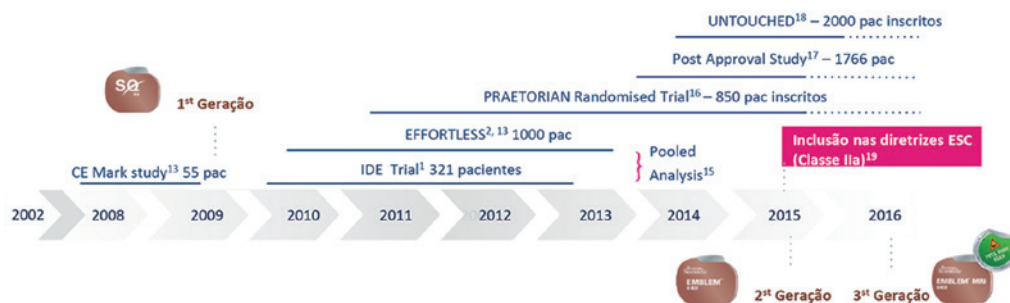 UNTOUCHED¹⁸ – 2000 pac inscritos
Post Approval Study¹⁷ – 1766 pac
SQ
1ˢᵗ Geração
PRAETORIAN Randomised Trial¹⁶ – 850 pac inscritos
EFFORTLESS²,¹³ 1000 pac
Inclusão nas diretrizes ESC
(Classe IIa)¹⁹
CE Mark study¹³ 55 pac
IDE Trial¹ 321 pacientes
Pooled
Analysis¹⁵
2002 2008 2009 2010 2011 2012 2013 2014 2015 2016
EMBLEM
2ˢᵗ Geração
3ˢᵗ Geração
EMBLEM MRI